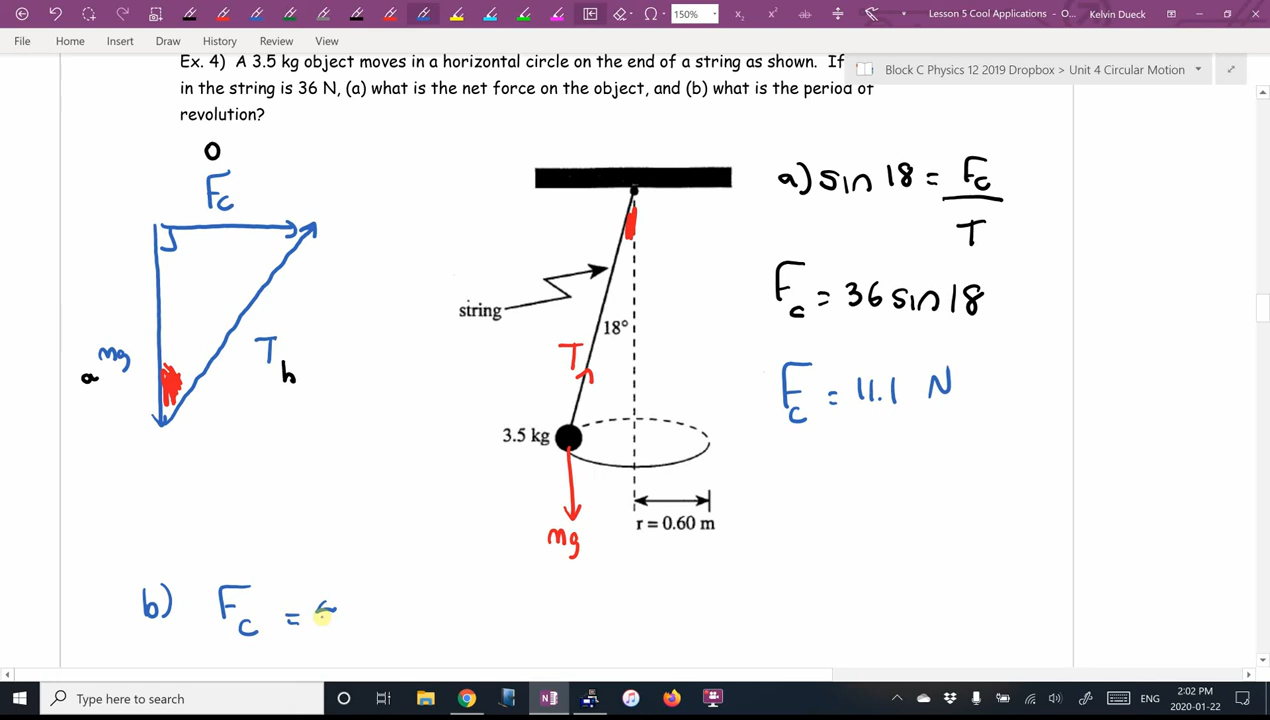 150%
Lesson 5 Cool Applications - O...
Kelvin Dueck
File Home Insert Draw History Review View
Block C Physics 12 2019 Dropbox > Unit 4 Circular Motion
Ex. 4) A 3.5 kg object moves in a horizontal circle on the end of a string as shown. If
in the string is 36 N, (a) what is the net force on the object, and (b) what is the period of
revolution?
o
Fc
mg
a
T
h
string
18°
T
3.5 kg
mg
r = 0.60 m
a) sin 18 = Fc
T
Fc = 36 sin 18
Fc = 11.1 N
b) Fc =
Type here to search
ENG
2:02 PM
2020-01-22